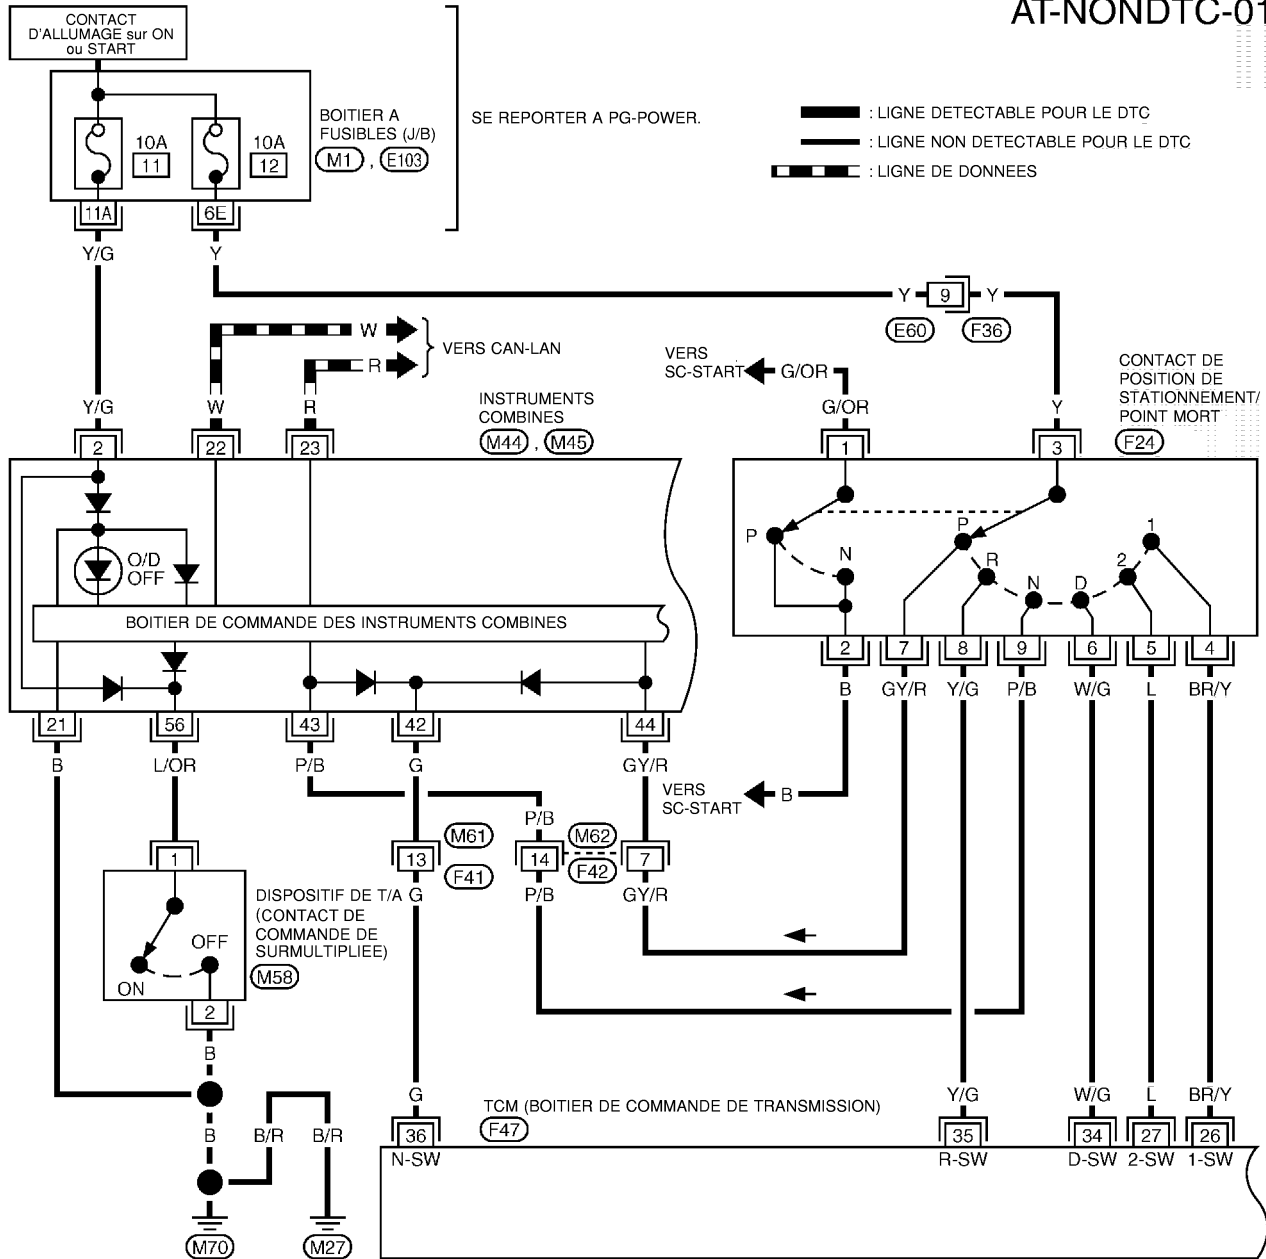 AT-NONDTC-01
CONTACT
D'ALLUMAGE sur ON
ou START
BOITIER A
FUSIBLES (J/B)
M1 , E103
10A
11
10A
12
SE REPORTER A PG-POWER.
: LIGNE DETECTABLE POUR LE DTC
: LIGNE NON DETECTABLE POUR LE DTC
: LIGNE DE DONNEES
11A
6E
Y/G
Y
Y 9 Y
E60 F36
W
R
VERS CAN-LAN
VERS
SC-START
G/OR
CONTACT DE
POSITION DE
STATIONNEMENT/
POINT MORT
F24
INSTRUMENTS
COMBINES
M44 , M45
Y/G
W
R
G/OR
Y
2
22
23
1
3
O/D
OFF
BOITIER DE COMMANDE DES INSTRUMENTS COMBINES
P
N
P
R
N
D
2
1
2
7
8
9
6
5
4
B
GY/R
Y/G
P/B
W/G
L
BR/Y
21
56
43
42
44
B
L/OR
P/B
G
GY/R
VERS
SC-START
B
P/B
M61
M62
1
13
14
7
F41
F42
G
P/B
GY/R
DISPOSITIF DE T/A
(CONTACT DE
COMMANDE DE
SURMULTIPLIEE)
M58
OFF
ON
2
B
B
B/R
B/R
M70
M27
G
Y/G
W/G
L
BR/Y
TCM (BOITIER DE COMMANDE DE TRANSMISSION)
F47
36
35
34
27
26
N-SW
R-SW
D-SW
2-SW
1-SW